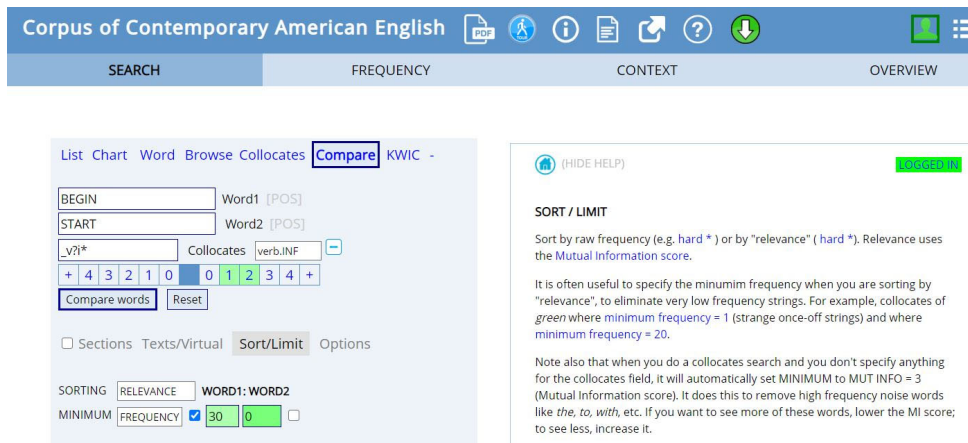 Corpus of Contemporary American English PDF i ?
SEARCH FREQUENCY CONTEXT OVERVIEW
List Chart Word Browse Collocates Compare KWIC -
BEGIN Word1 [POS]
START Word2 [POS]
_v?i* Collocates verb.INF −
+ 4 3 2 1 0 0 1 2 3 4 +
Compare words Reset
Sections Texts/Virtual Sort/Limit Options
SORTING RELEVANCE WORD1: WORD2
MINIMUM FREQUENCY 30 0
(HIDE HELP) LOGGED IN
SORT / LIMIT
Sort by raw frequency (e.g. hard * ) or by "relevance" ( hard *). Relevance uses
the Mutual Information score.
It is often useful to specify the minumim frequency when you are sorting by
"relevance", to eliminate very low frequency strings. For example, collocates of
green where minimum frequency = 1 (strange once-off strings) and where
minimum frequency = 20.
Note also that when you do a collocates search and you don't specify anything
for the collocates field, it will automatically set MINIMUM to MUT INFO = 3
(Mutual Information score). It does this to remove high frequency noise words
like the, to, with, etc. If you want to see more of these words, lower the MI score;
to see less, increase it.